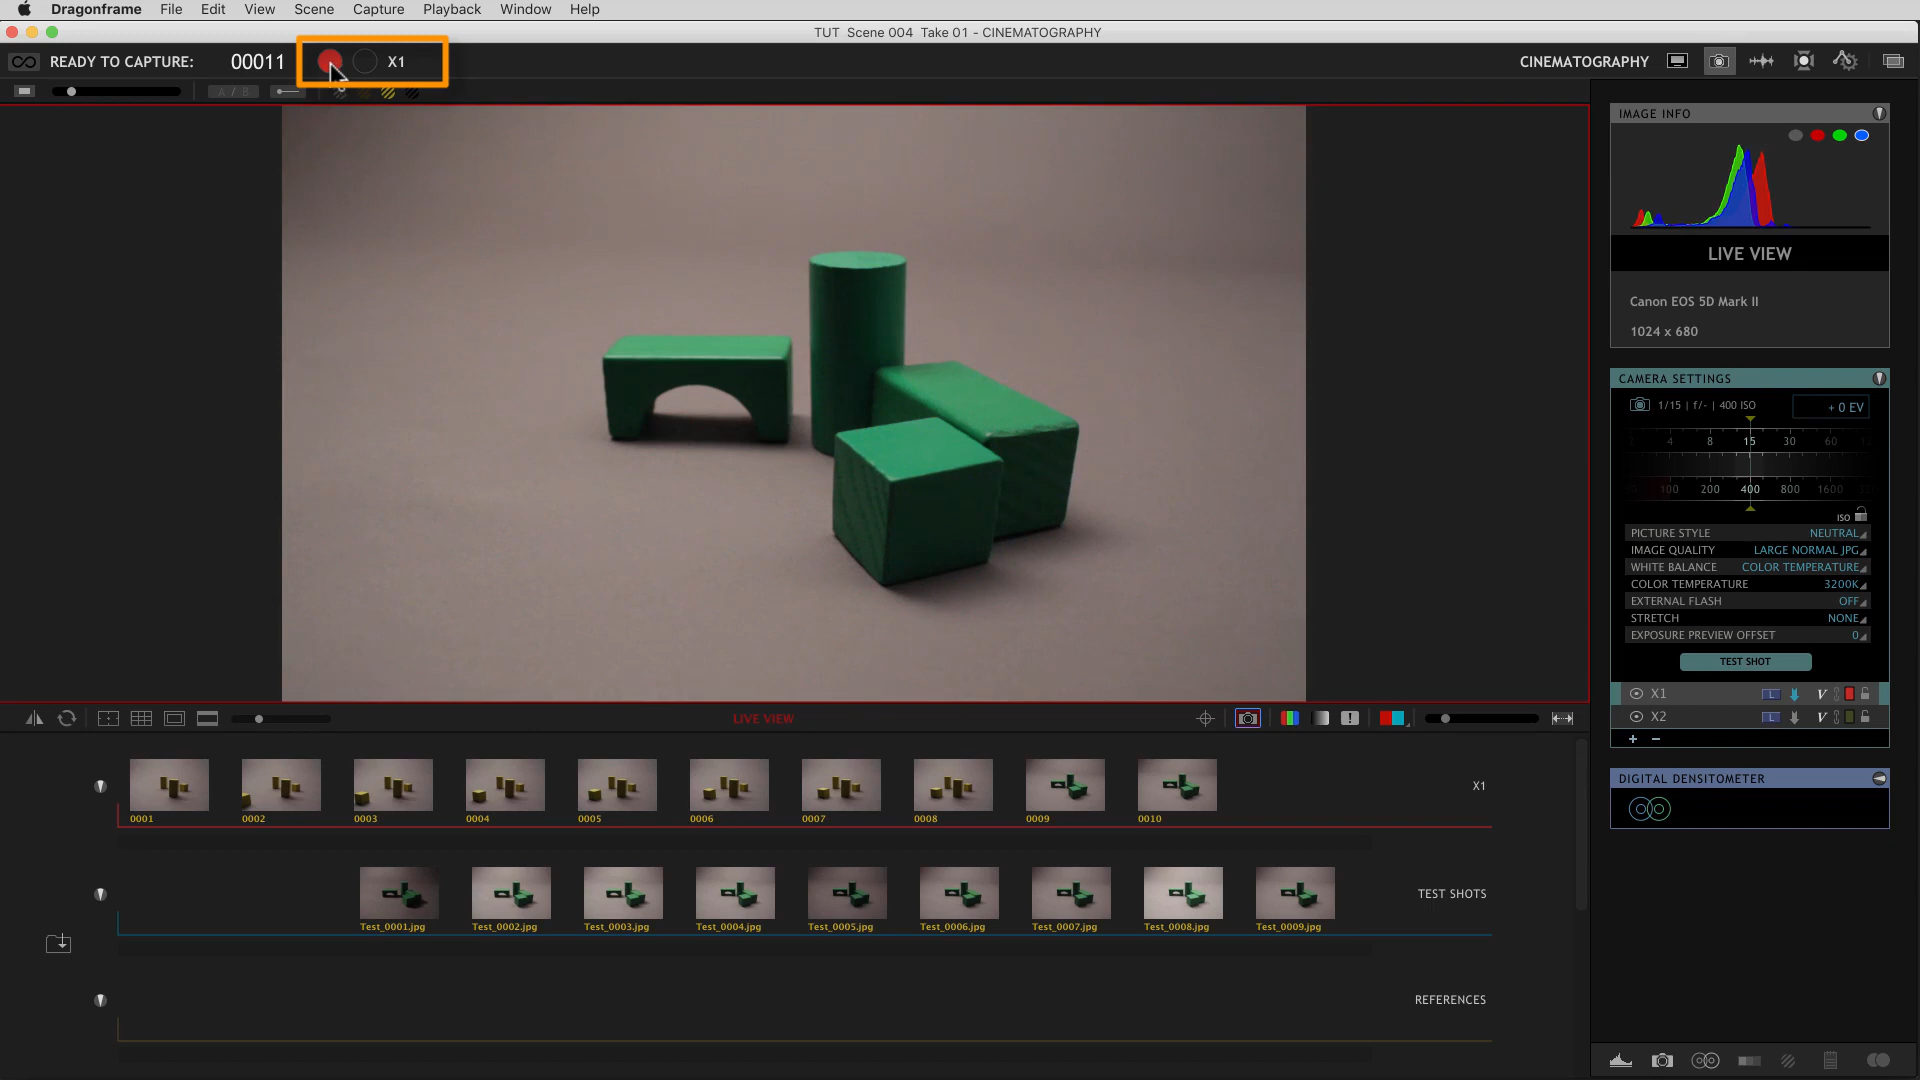 Dragonframe File Edit View Scene Capture Playback Window Help
TUT Scene 004 Take 01 - CINEMATOGRAPHY
READY TO CAPTURE: 00011 X1 CINEMATOGRAPHY
A / B
IMAGE INFO
LIVE VIEW
Canon EOS 5D Mark II
1024 x 680
CAMERA SETTINGS
1/15 | f/- | 400 ISO + 0 EV
4 8 15 30 60
100 200 400 800 1600
ISO
PICTURE STYLE NEUTRAL
IMAGE QUALITY LARGE NORMAL JPG
WHITE BALANCE COLOR TEMPERATURE
COLOR TEMPERATURE 3200K
EXTERNAL FLASH OFF
STRETCH NONE
EXPOSURE PREVIEW OFFSET 0
TEST SHOT
X1 L V
X2 L V
+ −
LIVE VIEW
DIGITAL DENSITOMETER
X1
0001 0002 0003 0004 0005 0006 0007 0008 0009 0010
TEST SHOTS
Test_0001.jpg Test_0002.jpg Test_0003.jpg Test_0004.jpg Test_0005.jpg Test_0006.jpg Test_0007.jpg Test_0008.jpg Test_0009.jpg
REFERENCES